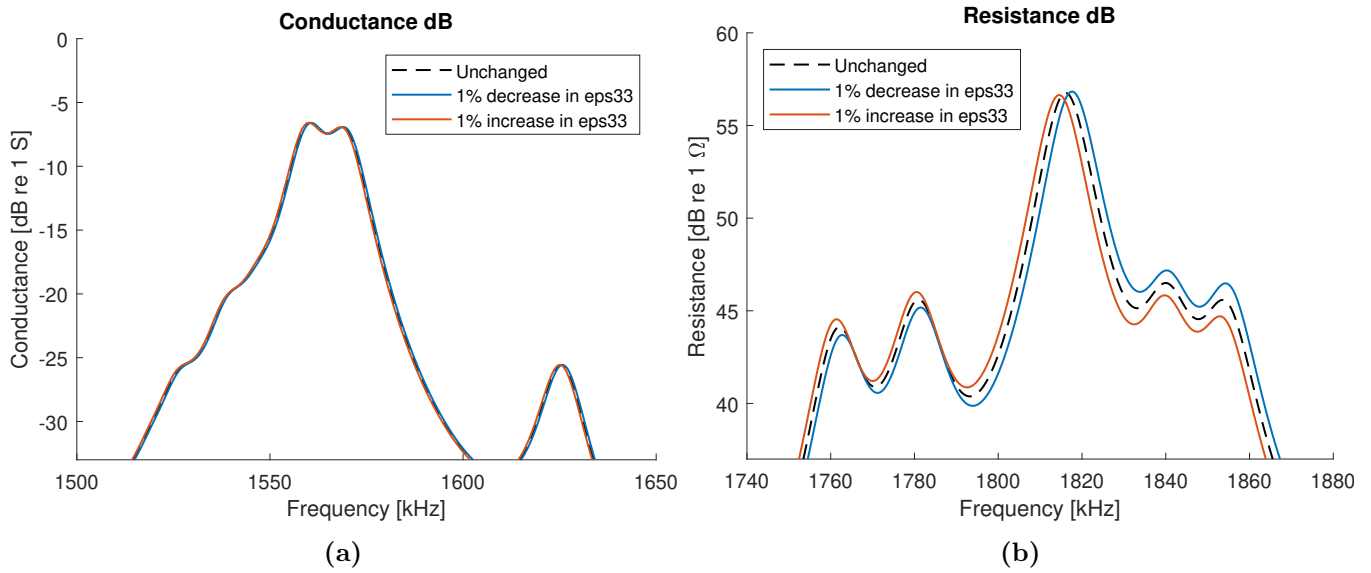 Conductance dB
0
-5
-10
-15
-20
-25
-30
Conductance [dB re 1 S]
Unchanged
1% decrease in eps33
1% increase in eps33
1500
1550
1600
1650
Frequency [kHz]
(a)
Resistance dB
60
55
50
45
40
Resistance [dB re 1 Ω]
Unchanged
1% decrease in eps33
1% increase in eps33
1740
1760
1780
1800
1820
1840
1860
1880
Frequency [kHz]
(b)